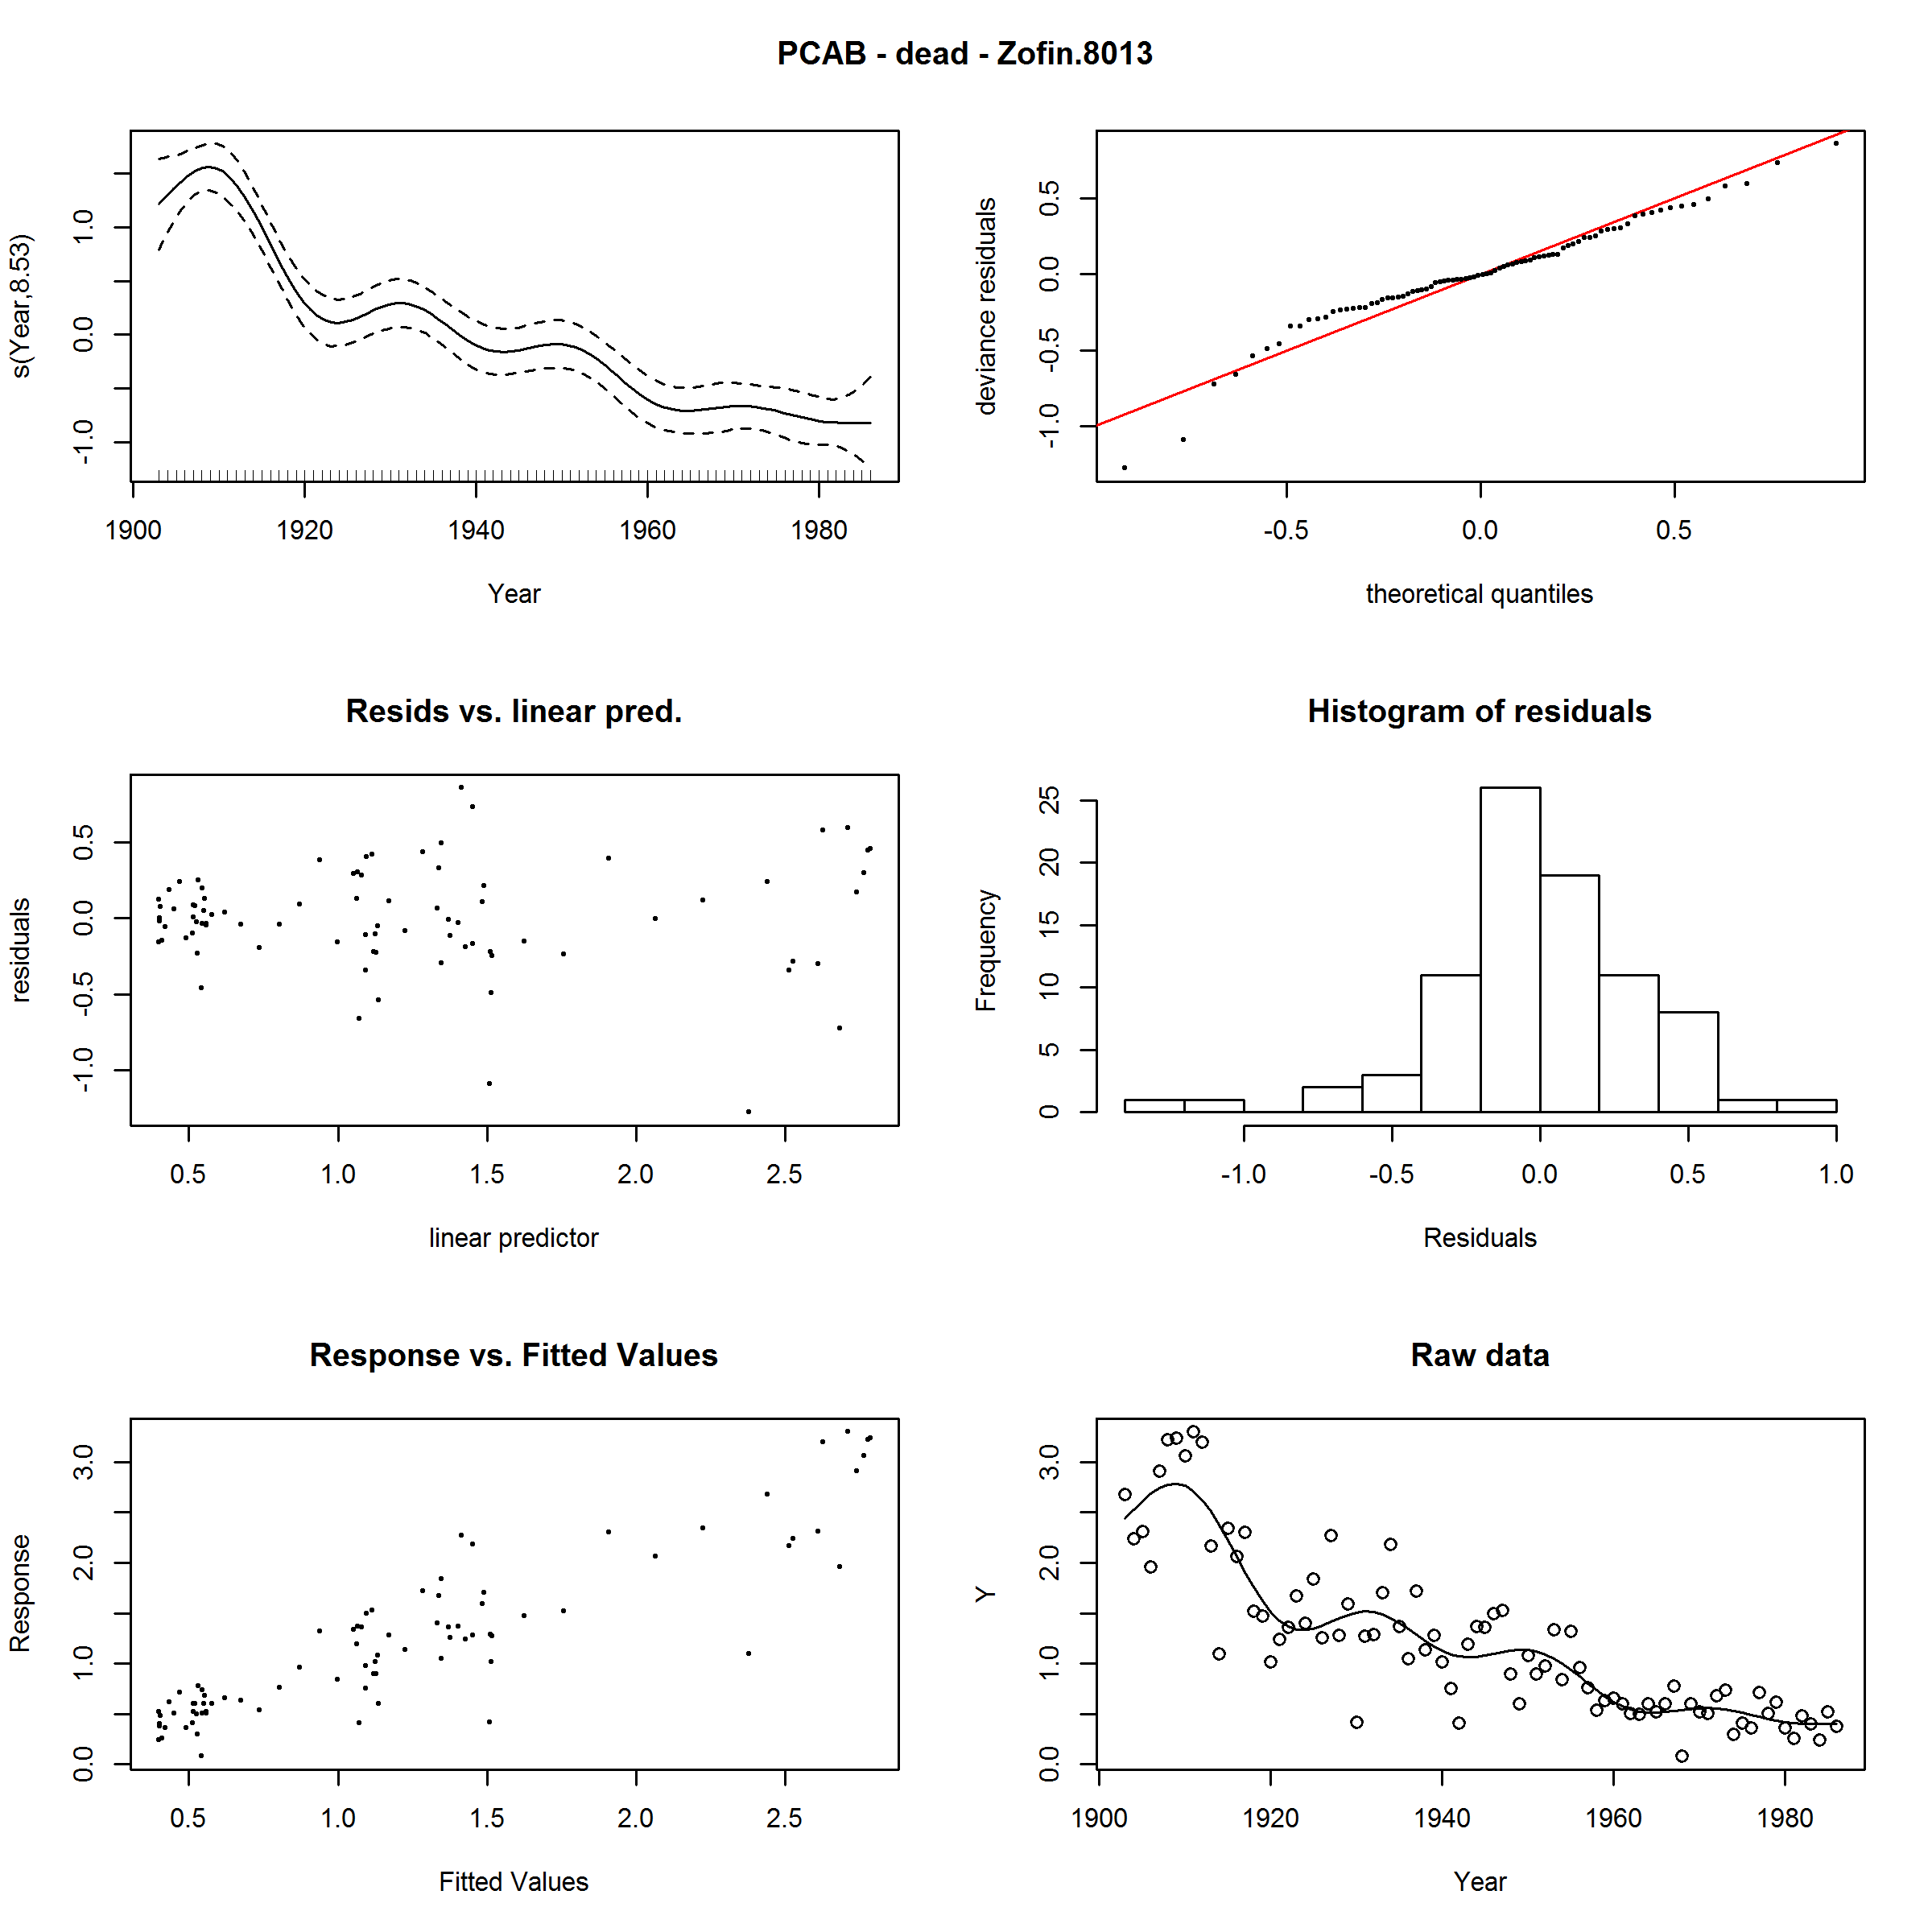 PCAB - dead - Zofin.8013
s(Year,8.53)
-1.0 0.0 1.0
1900 1920 1940 1960 1980
Year
deviance residuals
-1.0 -0.5 0.0 0.5
-0.5 0.0 0.5
theoretical quantiles
Resids vs. linear pred.
residuals
-1.0 -0.5 0.0 0.5
0.5 1.0 1.5 2.0 2.5
linear predictor
Histogram of residuals
Frequency
0 5 10 15 20 25
-1.0 -0.5 0.0 0.5 1.0
Residuals
Response vs. Fitted Values
Response
0.0 1.0 2.0 3.0
0.5 1.0 1.5 2.0 2.5
Fitted Values
Raw data
Y
0.0 1.0 2.0 3.0
1900 1920 1940 1960 1980
Year